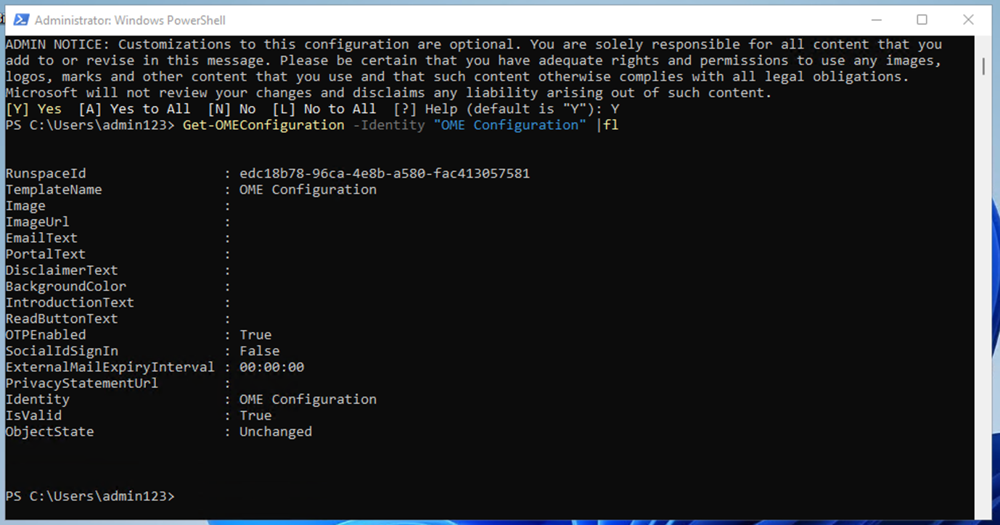 Administrator: Windows PowerShell
ADMIN NOTICE: Customizations to this configuration are optional. You are solely responsible for all content that you
add to or revise in this message. Please be certain that you have adequate rights and permissions to use any images,
logos, marks and other content that you use and that such content otherwise complies with all legal obligations.
Microsoft will not review your changes and disclaims any liability arising out of such content.
[Y] Yes  [A] Yes to All  [N] No  [L] No to All  [?] Help (default is "Y"): Y
PS C:\Users\admin123> Get-OMEConfiguration -Identity "OME Configuration" |fl
RunspaceId                 : edc18b78-96ca-4e8b-a580-fac413057581
TemplateName               : OME Configuration
Image                      :
ImageUrl                   :
EmailText                  :
PortalText                 :
DisclaimerText             :
BackgroundColor            :
IntroductionText           :
ReadButtonText             :
OTPEnabled                 : True
SocialIdSignIn             : False
ExternalMailExpiryInterval : 00:00:00
PrivacyStatementUrl        :
Identity                   : OME Configuration
IsValid                    : True
ObjectState                : Unchanged
PS C:\Users\admin123>